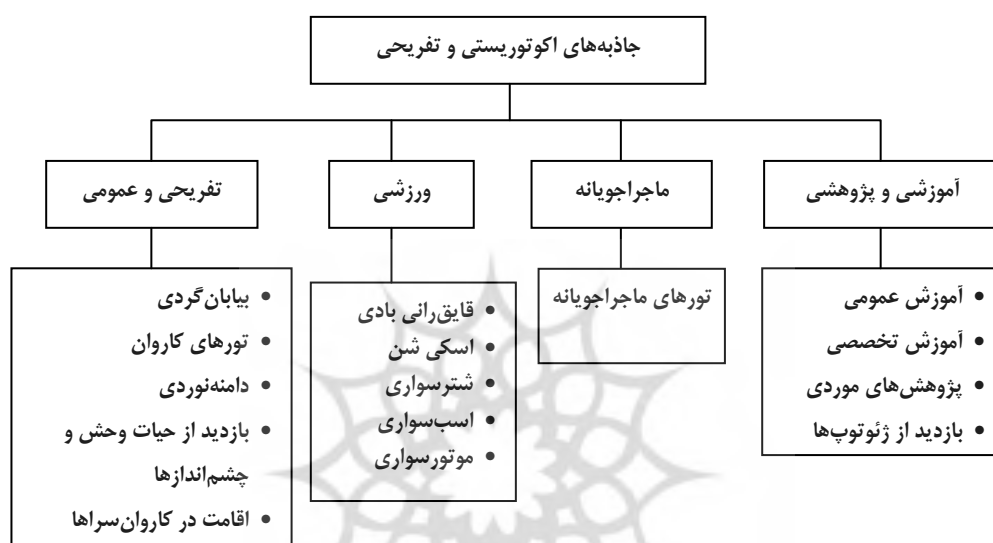 جاذبه‌های اکوتوریستی و تفریحی
آموزشی و پژوهشی
ماجراجویانه
ورزشی
تفریحی و عمومی
• آموزش عمومی
• آموزش تخصصی
• پژوهش‌های موردی
• بازدید از ژئوتوپ‌ها
تورهای ماجراجویانه
• قایق‌رانی بادی
• اسکی شن
• شترسواری
• اسب‌سواری
• موتورسواری
• بیابان‌گردی
• تورهای کاروان
• دامنه‌نوردی
• بازدید از حیات وحش و
چشم‌اندازها
• اقامت در کاروان‌سراها